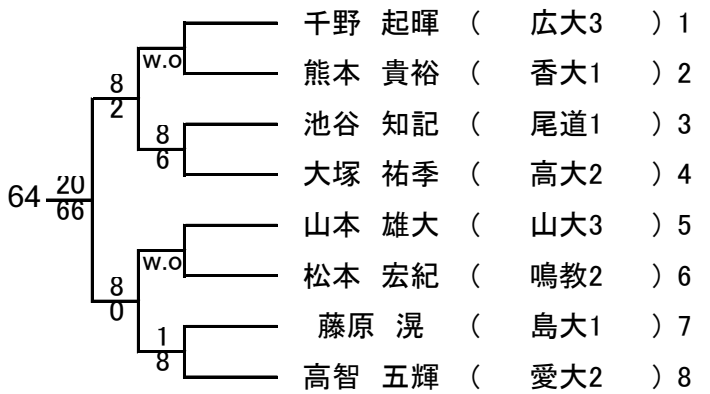 千野 起暉 ( 広大3 ) 1
w.o
熊本 貴裕 ( 香大1 ) 2
8
2
池谷 知記 ( 尾道1 ) 3
8
6
大塚 祐季 ( 高大2 ) 4
64 20
66
山本 雄大 ( 山大3 ) 5
w.o
松本 宏紀 ( 鳴教2 ) 6
8
0
藤原 滉 ( 島大1 ) 7
1
8
高智 五輝 ( 愛大2 ) 8